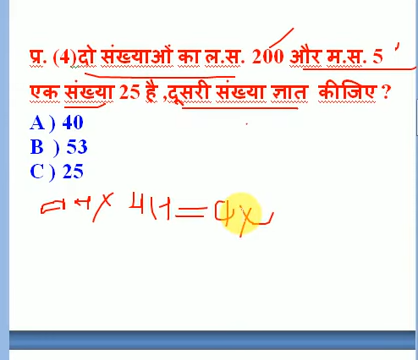 प्र. (4)दो संख्याओं का ल.स. 200 और म.स. 5
एक संख्या 25 है ,दूसरी संख्या ज्ञात कीजिए ?
A ) 40
B ) 53
C ) 25